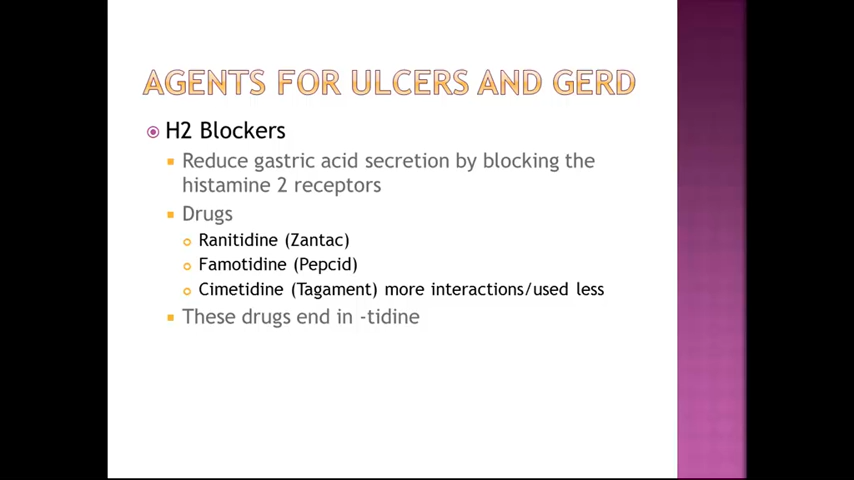 AGENTS FOR ULCERS AND GERD
H2 Blockers
Reduce gastric acid secretion by blocking the
histamine 2 receptors
Drugs
Ranitidine (Zantac)
Famotidine (Pepcid)
Cimetidine (Tagament) more interactions/used less
These drugs end in -tidine